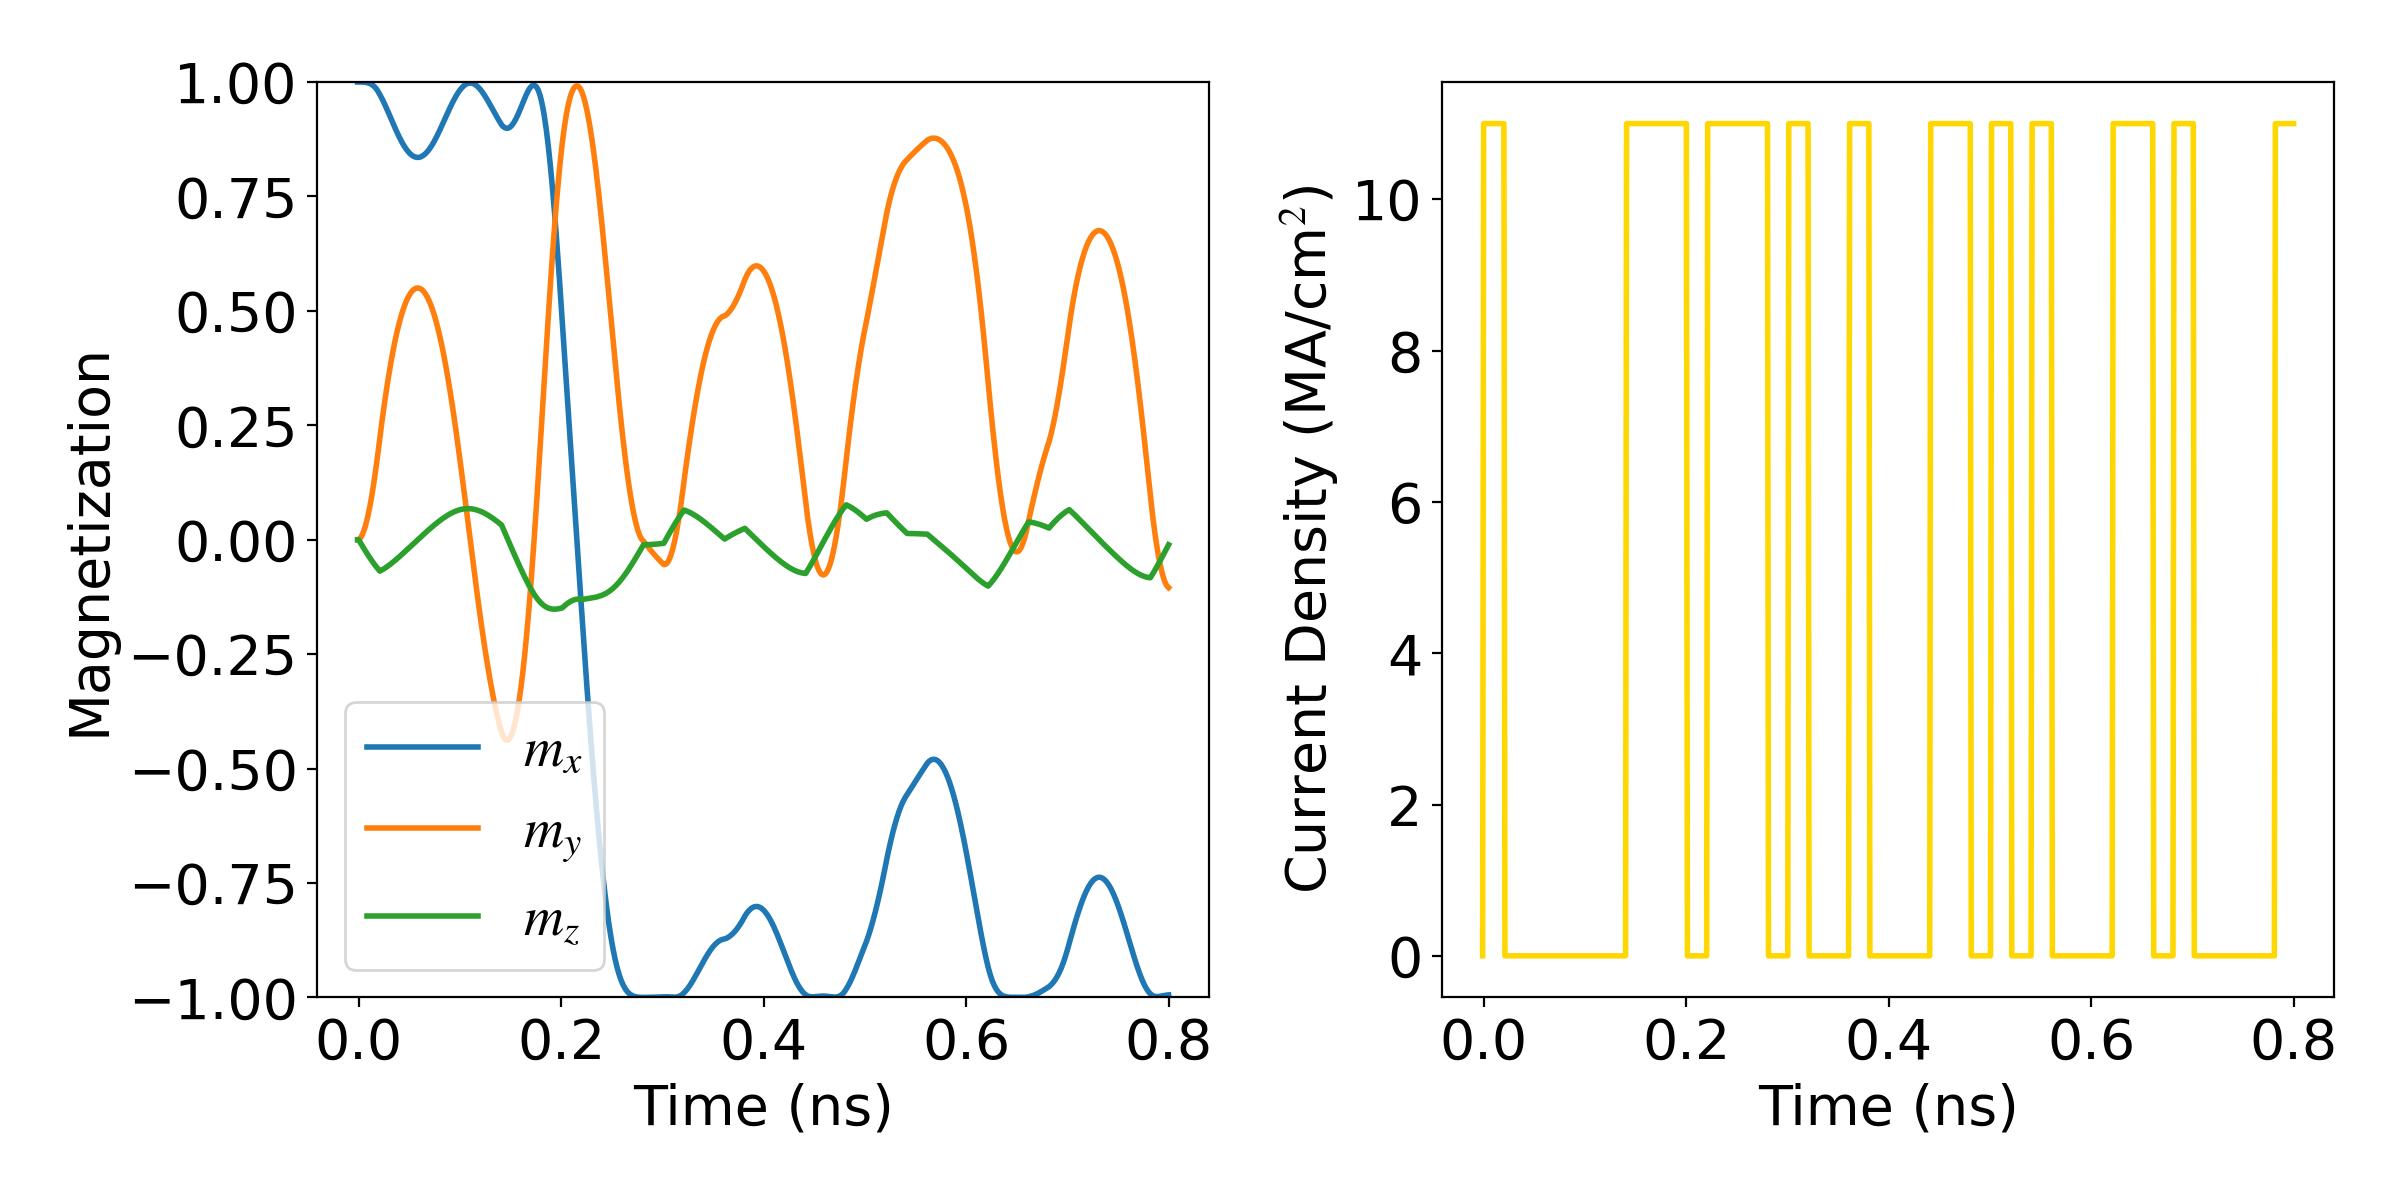 1.00
0.75
0.50
0.25
0.00
−0.25
−0.50
−0.75
−1.00
Magnetization
m_x
m_y
m_z
0.0 0.2 0.4 0.6 0.8
Time (ns)
10
8
6
4
2
0
Current Density (MA/cm²)
0.0 0.2 0.4 0.6 0.8
Time (ns)